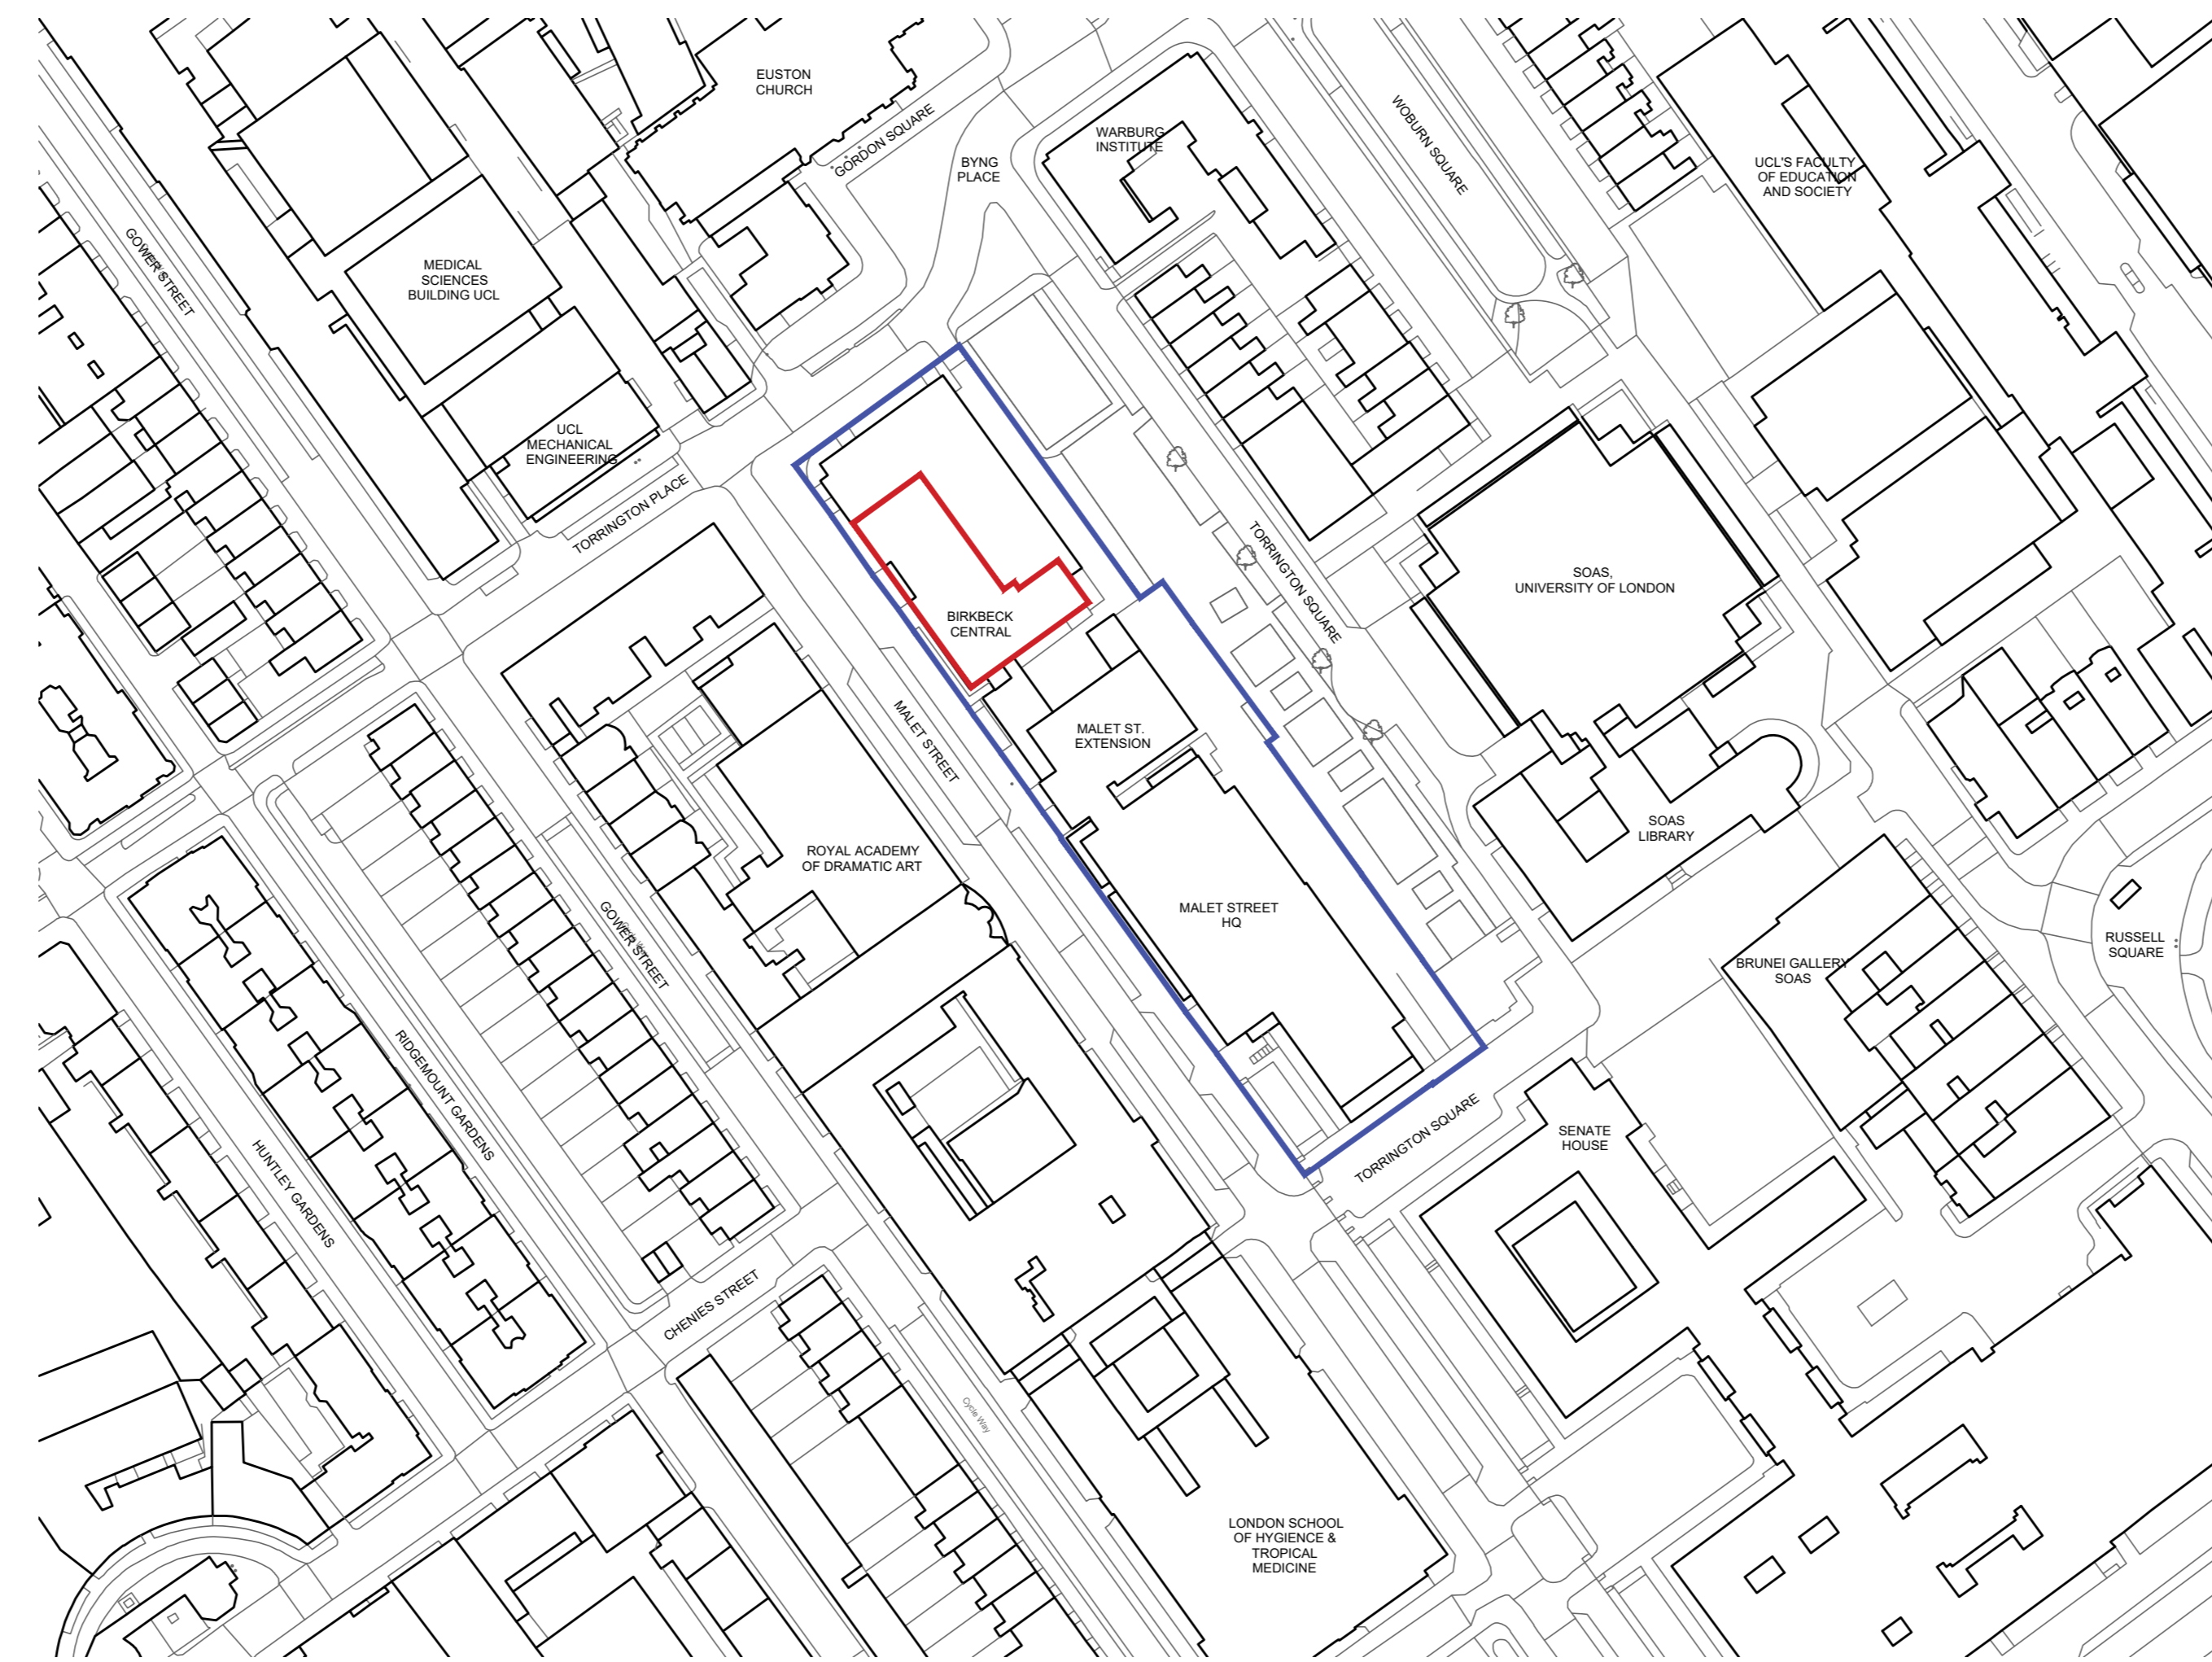 EUSTON
CHURCH
GORDON SQUARE
BYNG
PLACE
WARBURG
INSTITUTE
WOBURN SQUARE
UCL'S FACULTY
OF EDUCATION
AND SOCIETY
GOWER STREET
MEDICAL
SCIENCES
BUILDING UCL
UCL
MECHANICAL
ENGINEERING
TORRINGTON PLACE
TORRINGTON SQUARE
SOAS,
UNIVERSITY OF LONDON
BIRKBECK
CENTRAL
MALET STREET
MALET ST.
EXTENSION
SOAS
LIBRARY
ROYAL ACADEMY
OF DRAMATIC ART
MALET STREET
HQ
GOWER STREET
RUSSELL
SQUARE
BRUNEI GALLERY
SOAS
RIDGEMOUNT GARDENS
HUNTLEY GARDENS
TORRINGTON SQUARE
SENATE
HOUSE
CHENIES STREET
Cycle Way
LONDON SCHOOL
OF HYGIENCE &
TROPICAL
MEDICINE